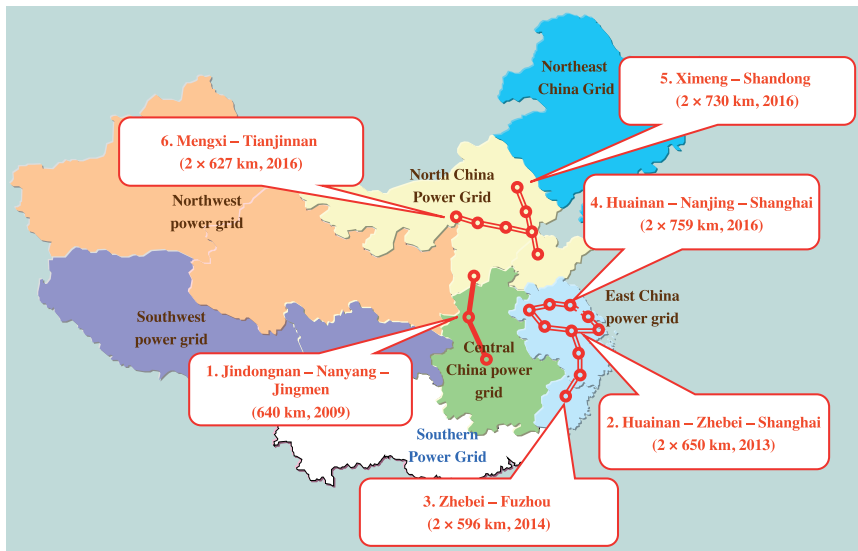 Northeast
China Grid
5. Ximeng – Shandong
(2 × 730 km, 2016)
6. Mengxi – Tianjinnan
(2 × 627 km, 2016)
North China
Power Grid
Northwest
power grid
4. Huainan – Nanjing – Shanghai
(2 × 759 km, 2016)
East China
power grid
Southwest
power grid
Central
China power
grid
1. Jindongnan – Nanyang –
Jingmen
(640 km, 2009)
2. Huainan – Zhebei – Shanghai
(2 × 650 km, 2013)
Southern
Power Grid
3. Zhebei – Fuzhou
(2 × 596 km, 2014)